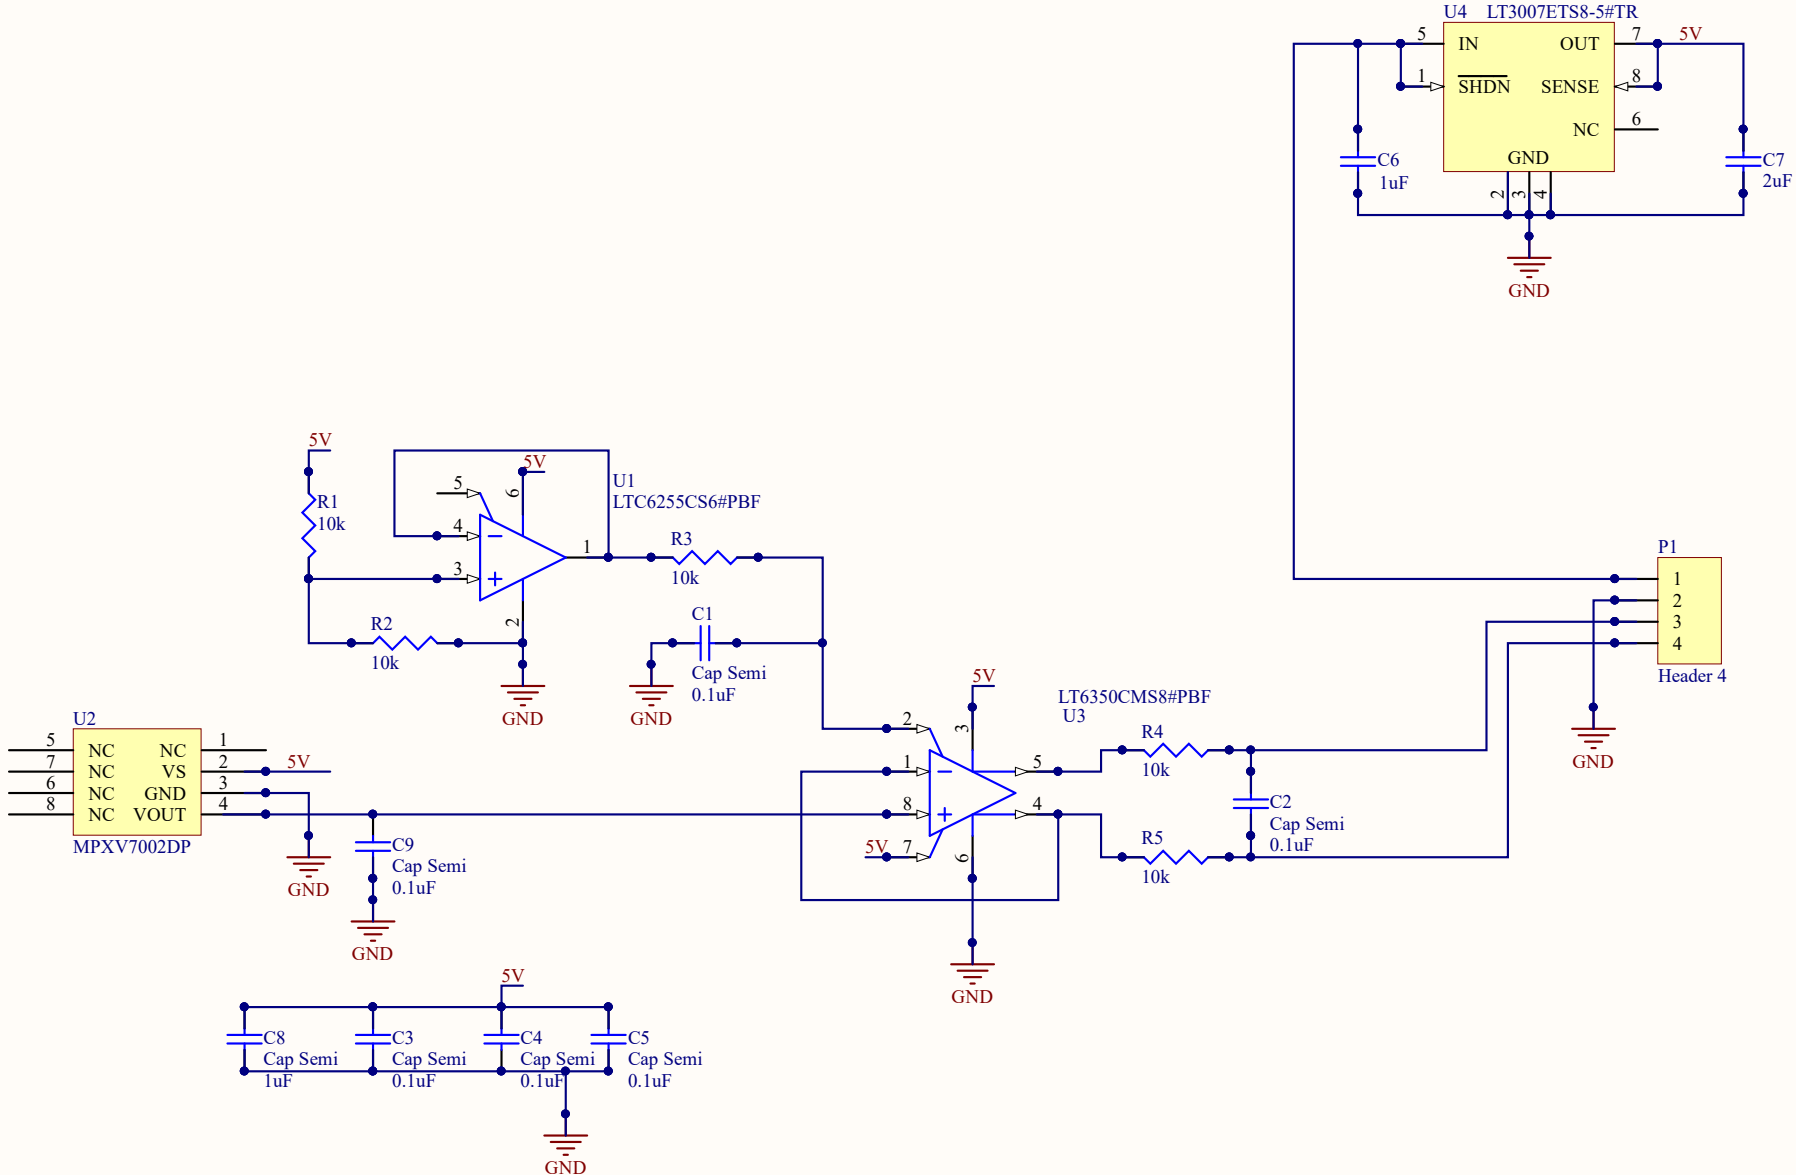 U4 LT3007ETS8-5#TR
5 IN OUT 7 5V
1 SHDN SENSE 8
NC 6
GND
2 3 4
C6
1uF
C7
2uF
GND
5V
R1
10k
5V
5
6
4
3
1
2
U1
LTC6255CS6#PBF
R3
10k
R2
10k
C1
Cap Semi
0.1uF
GND
GND
P1
1
2
3
4
Header 4
GND
U2
5 NC NC 1
7 NC VS 2 5V
6 NC GND 3
8 NC VOUT 4
MPXV7002DP
GND
C9
Cap Semi
0.1uF
GND
5V
LT6350CMS8#PBF
U3
2
3
1
5
8
4
5V 7
6
GND
R4
10k
C2
Cap Semi
0.1uF
R5
10k
5V
C8
Cap Semi
1uF
C3
Cap Semi
0.1uF
C4
Cap Semi
0.1uF
C5
Cap Semi
0.1uF
GND